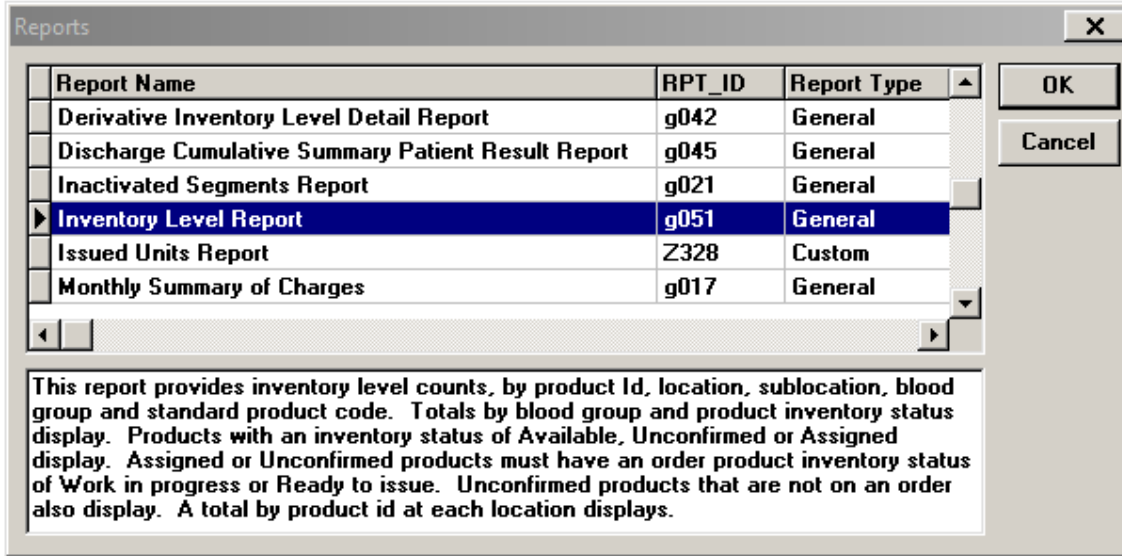 Reports
Report Name RPT_ID Report Type
Derivative Inventory Level Detail Report g042 General
Discharge Cumulative Summary Patient Result Report g045 General
Inactivated Segments Report g021 General
Inventory Level Report g051 General
Issued Units Report Z328 Custom
Monthly Summary of Charges g017 General
OK
Cancel
This report provides inventory level counts, by product Id, location, sublocation, blood
group and standard product code.  Totals by blood group and product inventory status
display.  Products with an inventory status of Available, Unconfirmed or Assigned
display.  Assigned or Unconfirmed products must have an order product inventory status
of Work in progress or Ready to issue.  Unconfirmed products that are not on an order
also display.  A total by product id at each location displays.